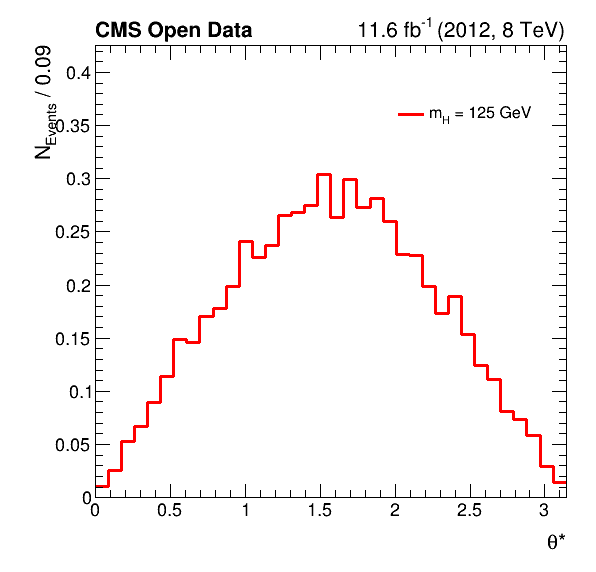 CMS Open Data 11.6 fb⁻¹ (2012, 8 TeV)
N_Events / 0.09
m_H = 125 GeV
0.4
0.35
0.3
0.25
0.2
0.15
0.1
0.05
0
0 0.5 1 1.5 2 2.5 3
θ*